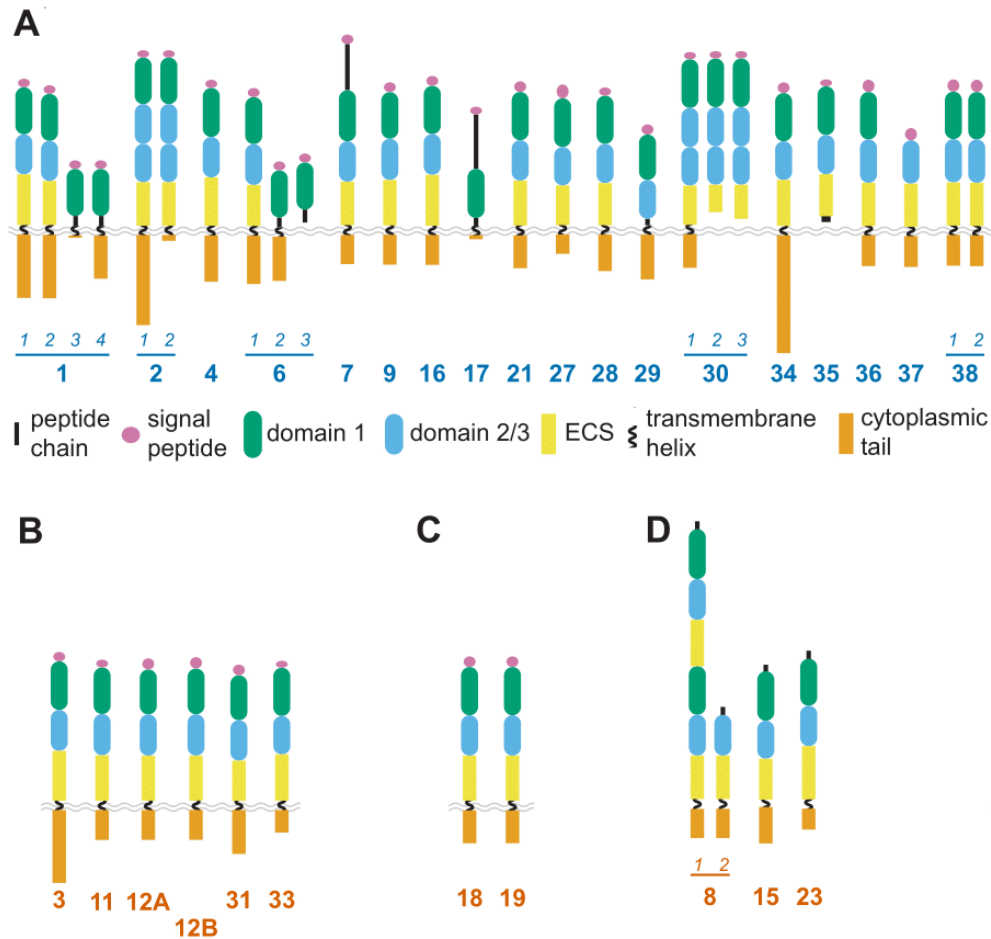 A
1 2 3 4 1 2 1 2 3 1 2 3 1 2
1 2 4 6 7 9 16 17 21 27 28 29 30 34 35 36 37 38
peptide chain signal peptide domain 1 domain 2/3 ECS transmembrane helix cytoplasmic tail
B C D
1 2
3 11 12A 12B 31 33 18 19 8 15 23